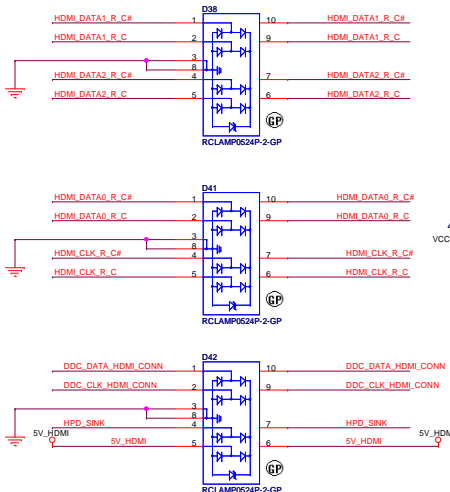 D38
HDMI_DATA1_R_C# 1 10 HDMI_DATA1_R_C#
HDMI_DATA1_R_C 2 9 HDMI_DATA1_R_C
3
8
HDMI_DATA2_R_C# 4 7 HDMI_DATA2_R_C#
HDMI_DATA2_R_C 5 6 HDMI_DATA2_R_C
GP
RCLAMP0524P-2-GP
D41
HDMI_DATA0_R_C# 1 10 HDMI_DATA0_R_C#
HDMI_DATA0_R_C 2 9 HDMI_DATA0_R_C
3
8
VCC
HDMI_CLK_R_C# 4 7 HDMI_CLK_R_C#
HDMI_CLK_R_C 5 6 HDMI_CLK_R_C
GP
RCLAMP0524P-2-GP
D42
DDC_DATA_HDMI_CONN 1 10 DDC_DATA_HDMI_CONN
DDC_CLK_HDMI_CONN 2 9 DDC_CLK_HDMI_CONN
3
8
HPD_SINK 4 7 HPD_SINK
5V_HDMI 5V_HDM
5V_HDMI 5 6 5V_HDMI
GP
RCLAMP0524P-2-GP